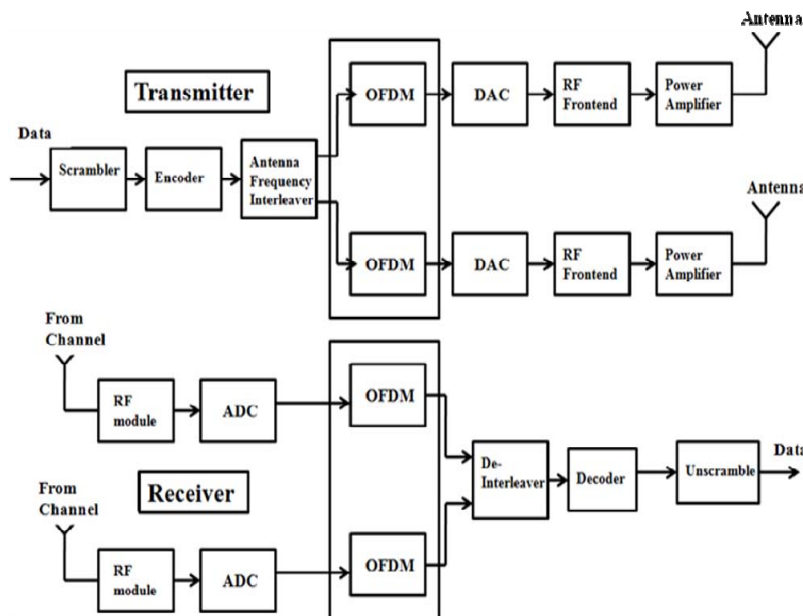 Antenna
Transmitter
OFDM
DAC
RF
Frontend
Power
Amplifier
Data
Scrambler
Encoder
Antenna
Frequency
Interleaver
Antenna
OFDM
DAC
RF
Frontend
Power
Amplifier
From
Channel
RF
module
ADC
OFDM
De-
Interleaver
Decoder
Unscramble
Data
From
Channel
Receiver
RF
module
ADC
OFDM